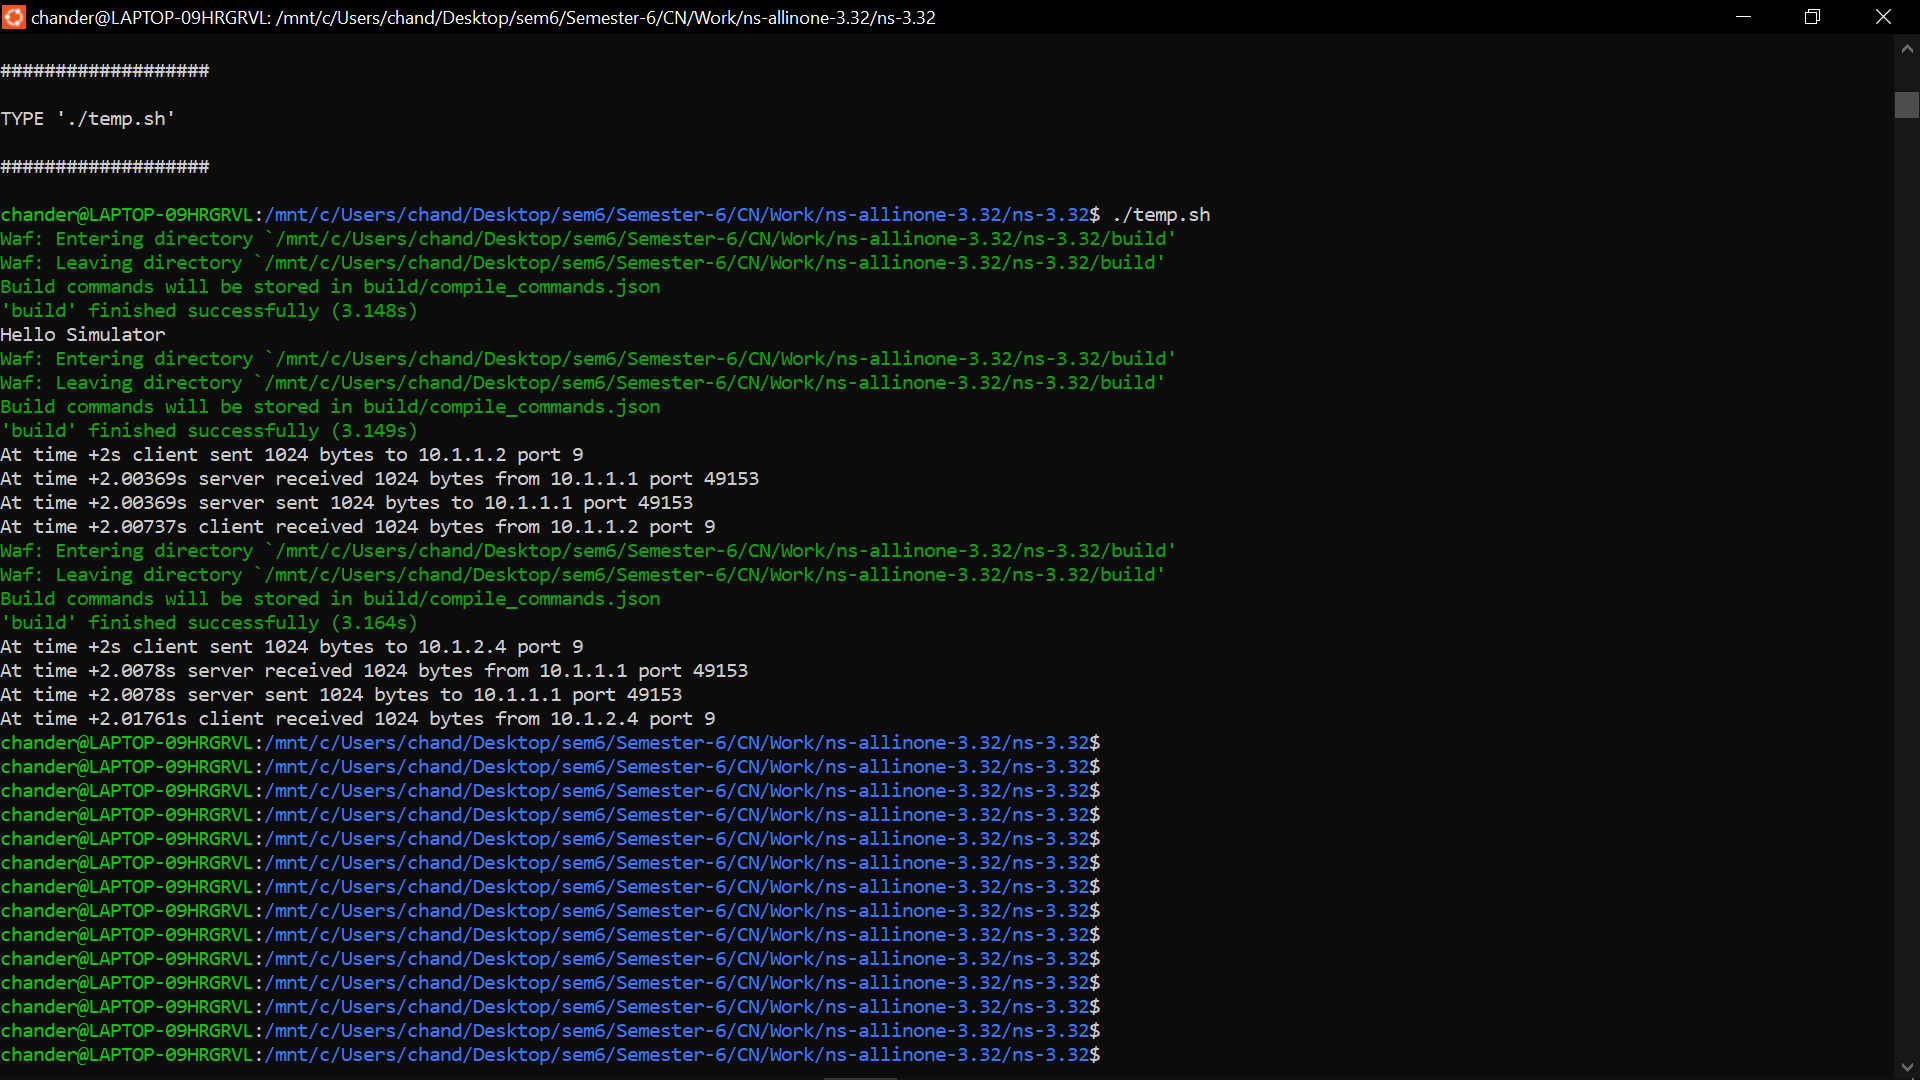 chander@LAPTOP-09HRGRVL: /mnt/c/Users/chand/Desktop/sem6/Semester-6/CN/Work/ns-allinone-3.32/ns-3.32
###################
TYPE './temp.sh'
###################
chander@LAPTOP-09HRGRVL:/mnt/c/Users/chand/Desktop/sem6/Semester-6/CN/Work/ns-allinone-3.32/ns-3.32$ ./temp.sh
Waf: Entering directory `/mnt/c/Users/chand/Desktop/sem6/Semester-6/CN/Work/ns-allinone-3.32/ns-3.32/build'
Waf: Leaving directory `/mnt/c/Users/chand/Desktop/sem6/Semester-6/CN/Work/ns-allinone-3.32/ns-3.32/build'
Build commands will be stored in build/compile_commands.json
'build' finished successfully (3.148s)
Hello Simulator
Waf: Entering directory `/mnt/c/Users/chand/Desktop/sem6/Semester-6/CN/Work/ns-allinone-3.32/ns-3.32/build'
Waf: Leaving directory `/mnt/c/Users/chand/Desktop/sem6/Semester-6/CN/Work/ns-allinone-3.32/ns-3.32/build'
Build commands will be stored in build/compile_commands.json
'build' finished successfully (3.149s)
At time +2s client sent 1024 bytes to 10.1.1.2 port 9
At time +2.00369s server received 1024 bytes from 10.1.1.1 port 49153
At time +2.00369s server sent 1024 bytes to 10.1.1.1 port 49153
At time +2.00737s client received 1024 bytes from 10.1.1.2 port 9
Waf: Entering directory `/mnt/c/Users/chand/Desktop/sem6/Semester-6/CN/Work/ns-allinone-3.32/ns-3.32/build'
Waf: Leaving directory `/mnt/c/Users/chand/Desktop/sem6/Semester-6/CN/Work/ns-allinone-3.32/ns-3.32/build'
Build commands will be stored in build/compile_commands.json
'build' finished successfully (3.164s)
At time +2s client sent 1024 bytes to 10.1.2.4 port 9
At time +2.0078s server received 1024 bytes from 10.1.1.1 port 49153
At time +2.0078s server sent 1024 bytes to 10.1.1.1 port 49153
At time +2.01761s client received 1024 bytes from 10.1.2.4 port 9
chander@LAPTOP-09HRGRVL:/mnt/c/Users/chand/Desktop/sem6/Semester-6/CN/Work/ns-allinone-3.32/ns-3.32$
chander@LAPTOP-09HRGRVL:/mnt/c/Users/chand/Desktop/sem6/Semester-6/CN/Work/ns-allinone-3.32/ns-3.32$
chander@LAPTOP-09HRGRVL:/mnt/c/Users/chand/Desktop/sem6/Semester-6/CN/Work/ns-allinone-3.32/ns-3.32$
chander@LAPTOP-09HRGRVL:/mnt/c/Users/chand/Desktop/sem6/Semester-6/CN/Work/ns-allinone-3.32/ns-3.32$
chander@LAPTOP-09HRGRVL:/mnt/c/Users/chand/Desktop/sem6/Semester-6/CN/Work/ns-allinone-3.32/ns-3.32$
chander@LAPTOP-09HRGRVL:/mnt/c/Users/chand/Desktop/sem6/Semester-6/CN/Work/ns-allinone-3.32/ns-3.32$
chander@LAPTOP-09HRGRVL:/mnt/c/Users/chand/Desktop/sem6/Semester-6/CN/Work/ns-allinone-3.32/ns-3.32$
chander@LAPTOP-09HRGRVL:/mnt/c/Users/chand/Desktop/sem6/Semester-6/CN/Work/ns-allinone-3.32/ns-3.32$
chander@LAPTOP-09HRGRVL:/mnt/c/Users/chand/Desktop/sem6/Semester-6/CN/Work/ns-allinone-3.32/ns-3.32$
chander@LAPTOP-09HRGRVL:/mnt/c/Users/chand/Desktop/sem6/Semester-6/CN/Work/ns-allinone-3.32/ns-3.32$
chander@LAPTOP-09HRGRVL:/mnt/c/Users/chand/Desktop/sem6/Semester-6/CN/Work/ns-allinone-3.32/ns-3.32$
chander@LAPTOP-09HRGRVL:/mnt/c/Users/chand/Desktop/sem6/Semester-6/CN/Work/ns-allinone-3.32/ns-3.32$
chander@LAPTOP-09HRGRVL:/mnt/c/Users/chand/Desktop/sem6/Semester-6/CN/Work/ns-allinone-3.32/ns-3.32$
chander@LAPTOP-09HRGRVL:/mnt/c/Users/chand/Desktop/sem6/Semester-6/CN/Work/ns-allinone-3.32/ns-3.32$